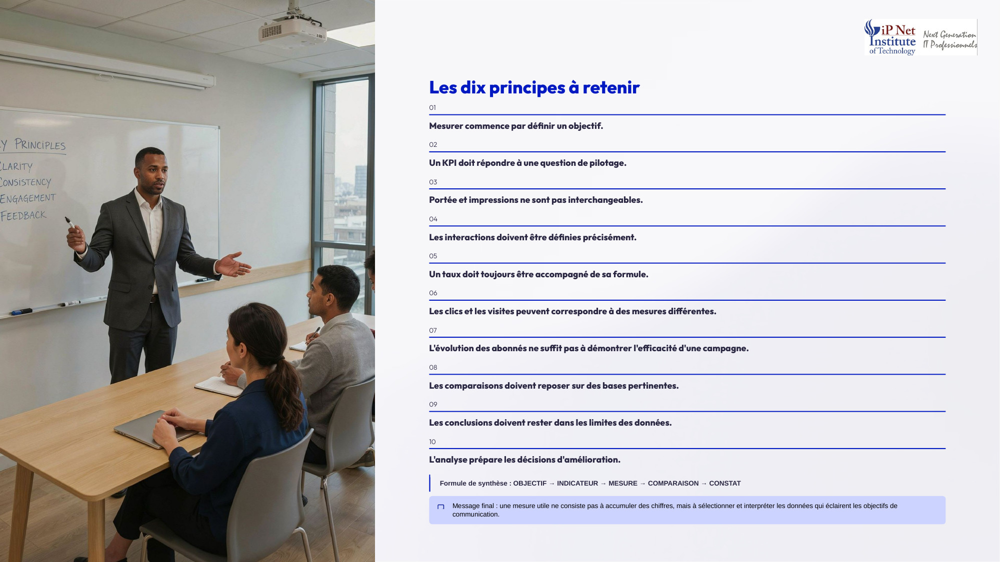 Y PRINCIPLES
CLARITY
CONSISTENCY
ENGAGEMENT
FEEDBACK
iP Net
Institute
of Technology
Next Generation
IT Professionnels
Les dix principes à retenir
01
Mesurer commence par définir un objectif.
02
Un KPI doit répondre à une question de pilotage.
03
Portée et impressions ne sont pas interchangeables.
04
Les interactions doivent être définies précisément.
05
Un taux doit toujours être accompagné de sa formule.
06
Les clics et les visites peuvent correspondre à des mesures différentes.
07
L'évolution des abonnés ne suffit pas à démontrer l'efficacité d'une campagne.
08
Les comparaisons doivent reposer sur des bases pertinentes.
09
Les conclusions doivent rester dans les limites des données.
10
L'analyse prépare les décisions d'amélioration.
Formule de synthèse : OBJECTIF → INDICATEUR → MESURE → COMPARAISON → CONSTAT
Message final : une mesure utile ne consiste pas à accumuler des chiffres, mais à sélectionner et interpréter les données qui éclairent les objectifs de
communication.